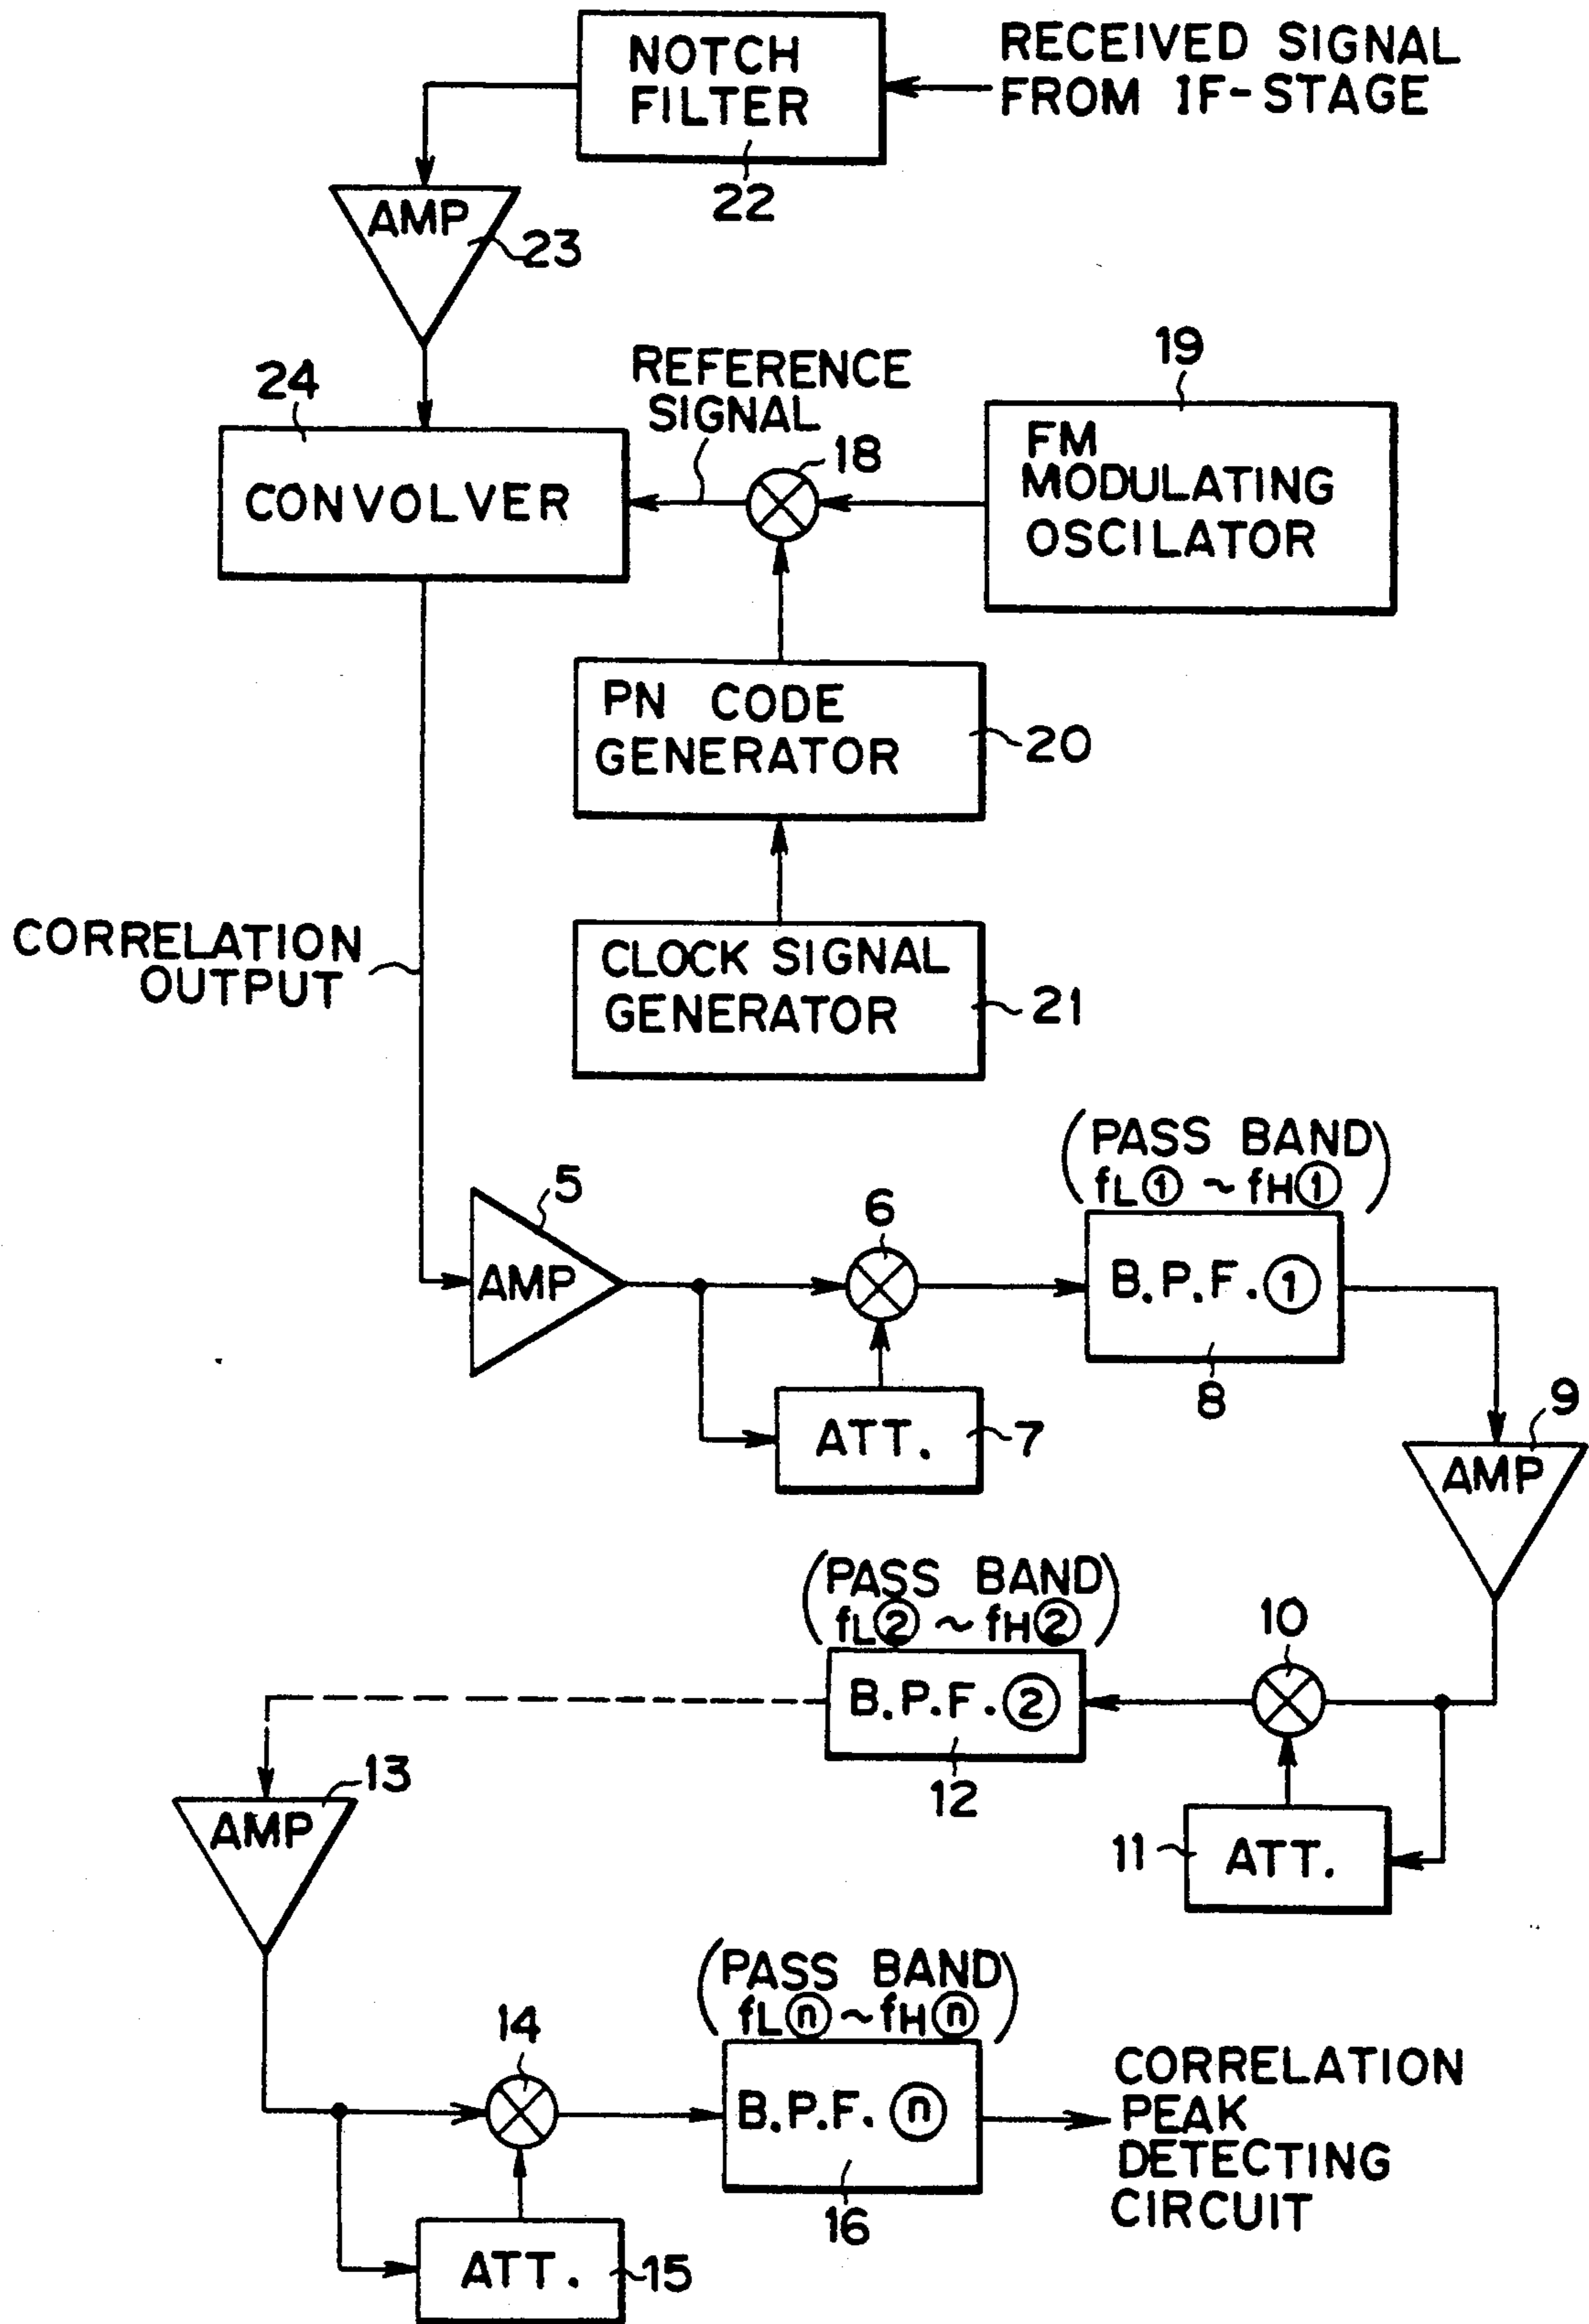 NOTCH
FILTER
22
RECEIVED SIGNAL
FROM IF-STAGE
AMP
23
24
CONVOLVER
REFERENCE
SIGNAL
18
19
FM
MODULATING
OSCILATOR
PN CODE
GENERATOR
20
CORRELATION
OUTPUT
CLOCK SIGNAL
GENERATOR
21
5
AMP
6
(PASS BAND)
fL① ~ fH①
B.P.F. ①
8
ATT.
7
9
AMP
(PASS BAND)
fL② ~ fH②
B.P.F. ②
12
10
11
ATT.
13
AMP
14
(PASS BAND)
fLⓝ ~ fHⓝ
B.P.F. ⓝ
16
ATT.
15
CORRELATION
PEAK
DETECTING
CIRCUIT